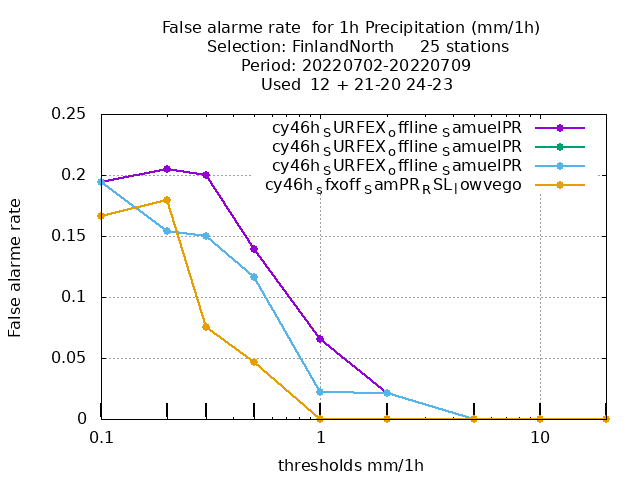 False alarme rate  for 1h Precipitation (mm/1h)
Selection: FinlandNorth     25 stations
Period: 20220702-20220709
Used 12 + 21-20 24-23
cy46h_SURFEX_offline_SamuelPR
cy46h_SURFEX_offline_SamuelPR
cy46h_SURFEX_offline_SamuelPR
cy46h_sfxoff_SamPR_RSL_lowvego
0.25
0.2
0.15
0.1
0.05
0
False alarme rate
0.1 1 10
thresholds mm/1h